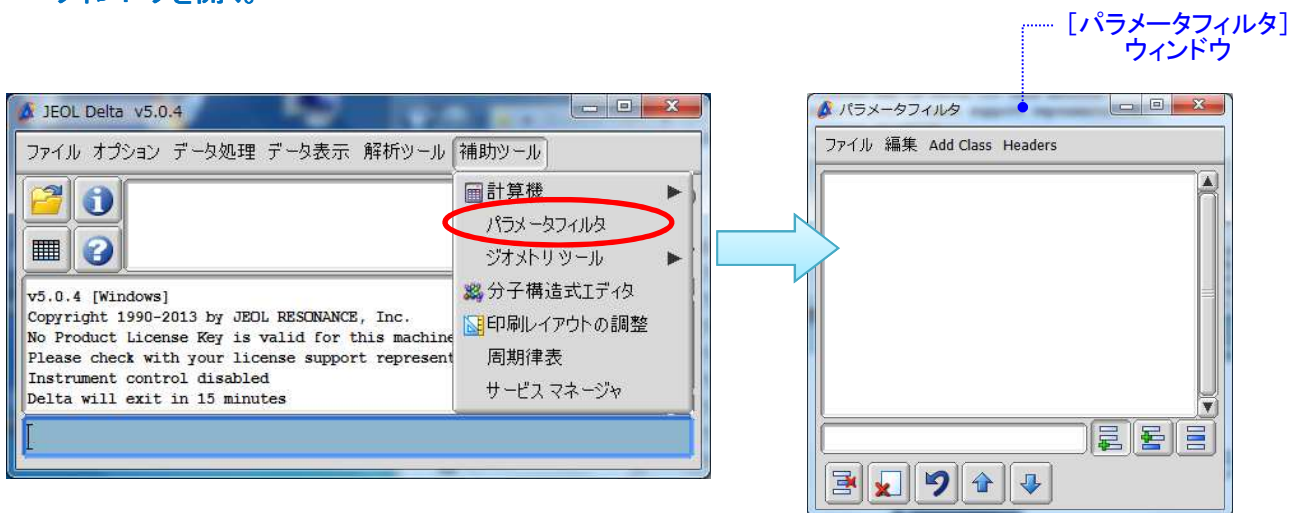 [パラメータフィルタ]
ウィンドウ
JEOL Delta v5.0.4
ファイル オプション データ処理 データ表示 解析ツール 補助ツール
計算機
パラメータフィルタ
ジオメトリ ツール
分子構造式エディタ
印刷レイアウトの調整
周期律表
サービス マネージャ
v5.0.4 [Windows]
Copyright 1990-2013 by JEOL RESONANCE, Inc.
No Product License Key is valid for this machine
Please check with your license support represent
Instrument control disabled
Delta will exit in 15 minutes
パラメータフィルタ
ファイル 編集 Add Class Headers